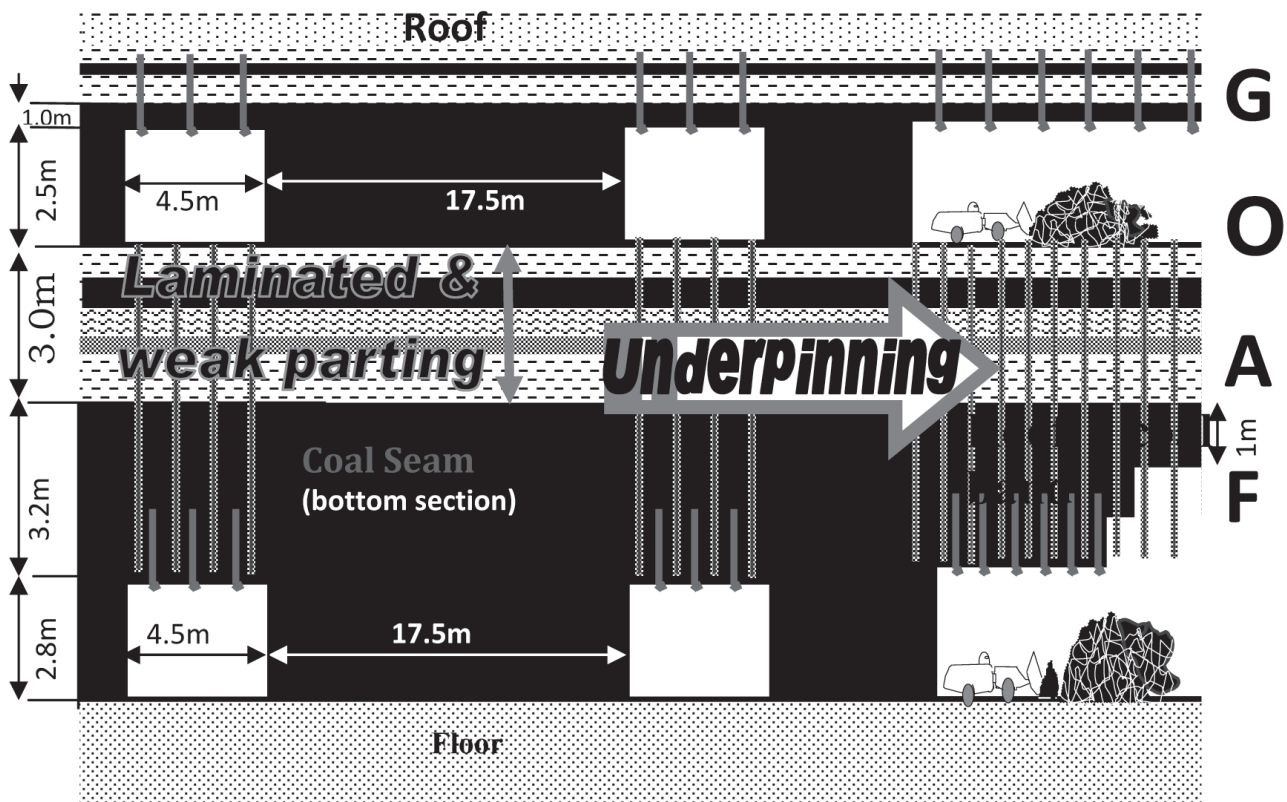 Roof
G
O
A
F
1.0m
2.5m
4.5m
17.5m
3.0m
Laminated &
weak parting
Underpinning
1m
Coal Seam
(bottom section)
3.2m
2.8m
4.5m
17.5m
Floor